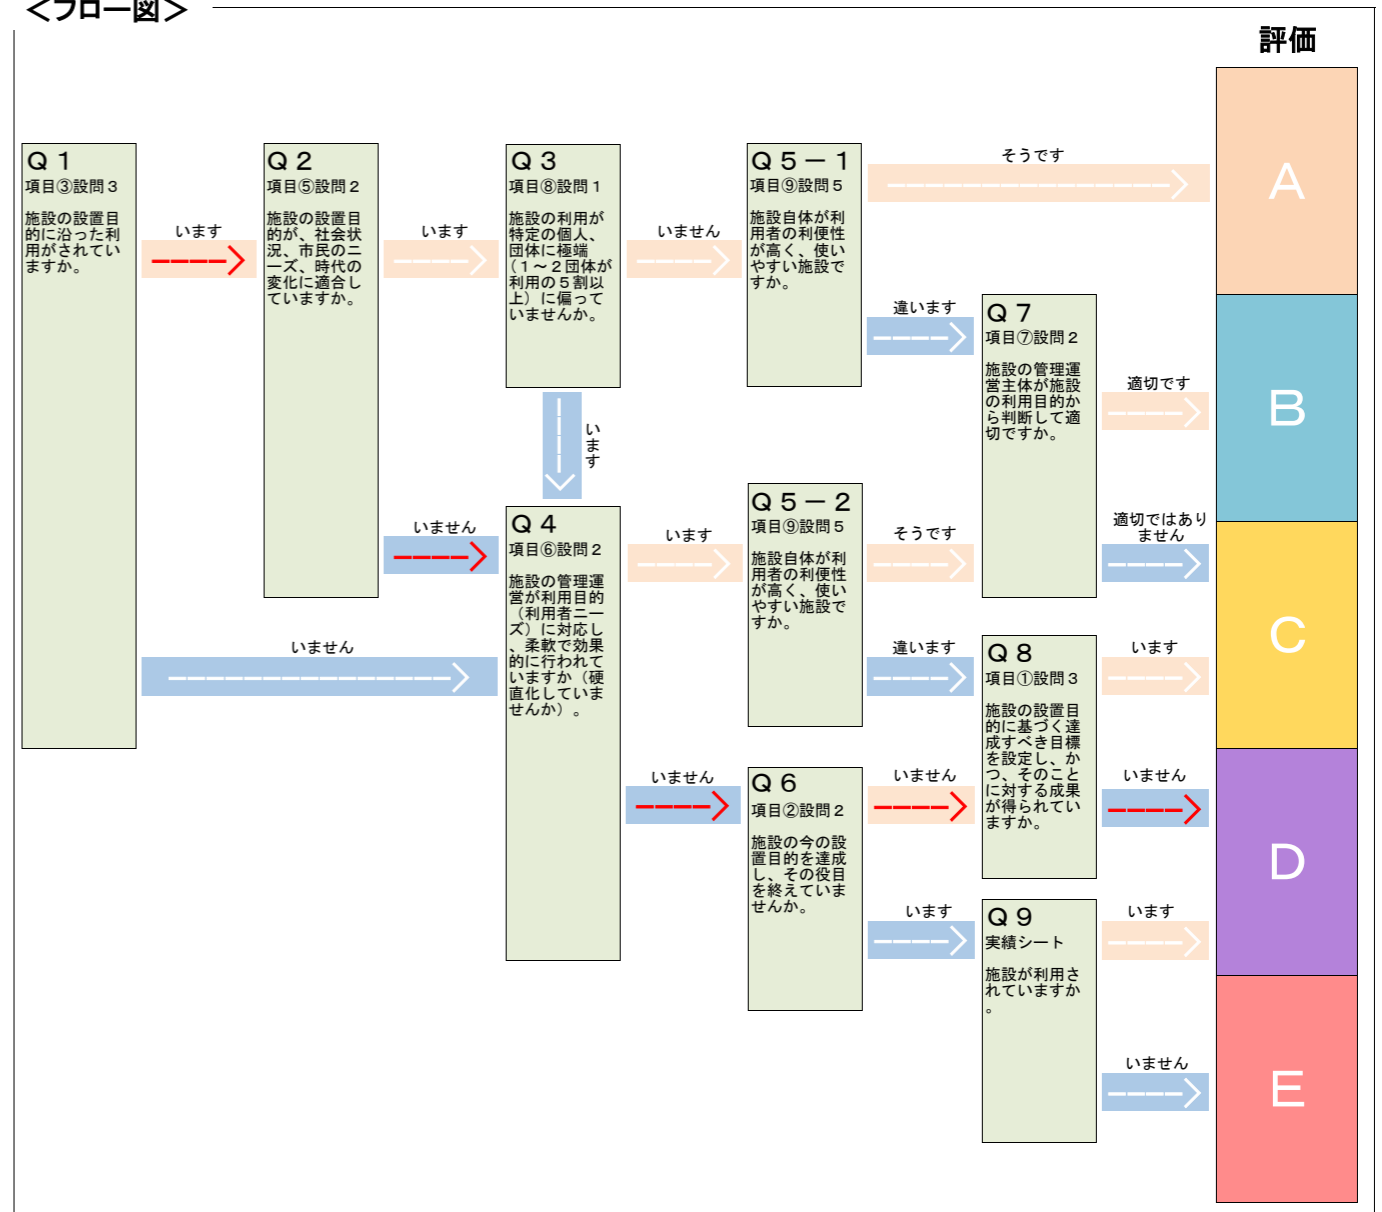 ＜フロー図＞
評価
Ｑ１
項目③設問３
施設の設置目
的に沿った利
用がされてい
ますか。
います
いません
Ｑ２
項目⑤設問２
施設の設置目
的が、社会状
況、市民のニ
ーズ、時代の
変化に適合し
ていますか。
います
いません
Ｑ３
項目⑧設問１
施設の利用が
特定の個人、
団体に極端
（１～２団体が
利用の５割以
上）に偏って
いませんか。
いません
います
Ｑ４
項目⑥設問２
施設の管理運
営が利用目的
（利用者ニー
ズ）に対応し
、柔軟で効果
的に行われて
いますか（硬
直化していま
せんか）。
います
いません
Ｑ５－１
項目⑨設問５
施設自体が利
用者の利便性
が高く、使い
やすい施設で
すか。
そうです
違います
Ｑ５－２
項目⑨設問５
施設自体が利
用者の利便性
が高く、使い
やすい施設で
すか。
そうです
違います
Ｑ６
項目②設問２
施設の今の設
置目的を達成
し、その役目
を終えていま
せんか。
いません
います
Ｑ７
項目⑦設問２
施設の管理運
営主体が施設
の利用目的か
ら判断して適
切ですか。
適切です
適切ではあり
ません
Ｑ８
項目①設問３
施設の設置目
的に基づく達
成すべき目標
を設定し、か
つ、そのこと
に対する成果
が得られてい
ますか。
います
いません
Ｑ９
実績シート
施設が利用さ
れていますか
。
います
いません
Ａ
Ｂ
Ｃ
Ｄ
Ｅ